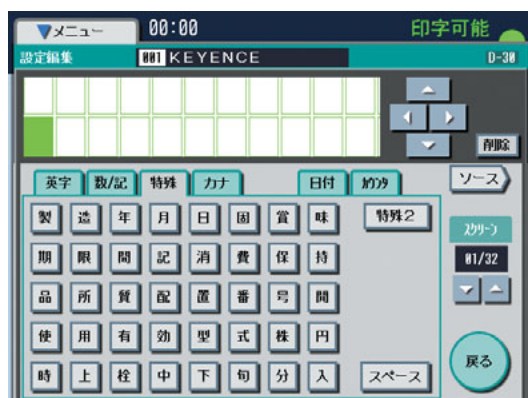 ▼メニュー 00:00 印字可能
設定編集 001 KEYENCE D-30
削除
英字 数/記 特殊 カナ 日付 ｶｳﾝﾀ ソース
製 造 年 月 日 固 賞 味 特殊2
スクリーン
期 限 間 記 消 費 保 持 01/32
品 所 質 配 置 番 号 開
使 用 有 効 型 式 株 円
戻る
時 上 栓 中 下 旬 分 入 スペース